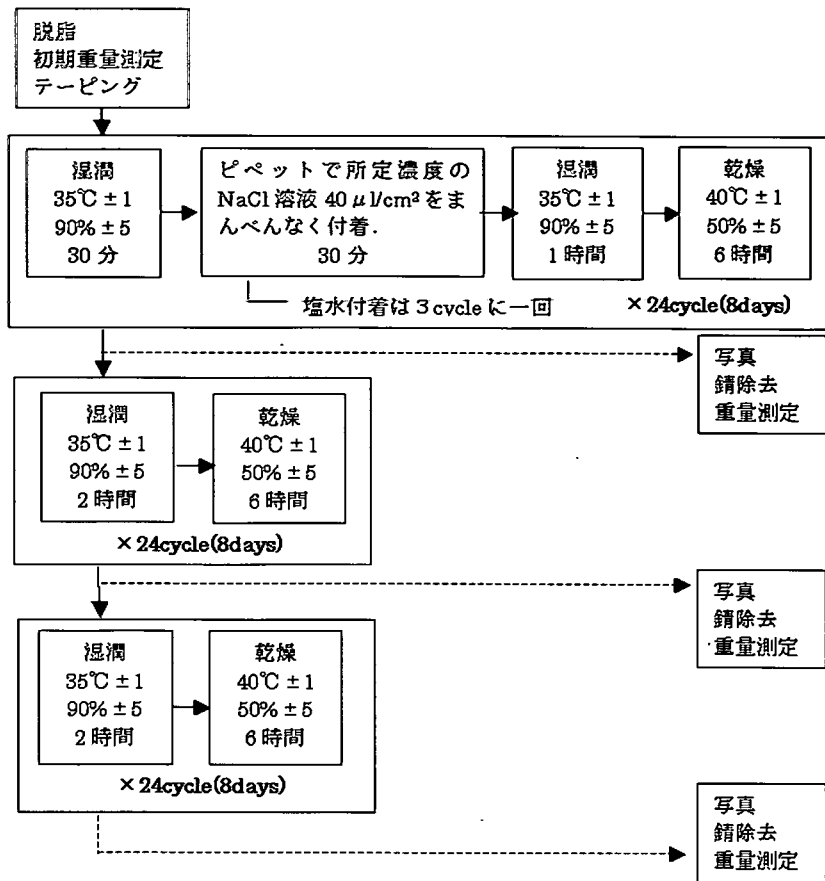 脱脂
初期重量測定
テーピング
湿潤
35℃±1
90%±5
30分
ピペットで所定濃度の
NaCl溶液40μl/cm²をま
んべんなく付着.
30分
湿潤
35℃±1
90%±5
1時間
乾燥
40℃±1
50%±5
6時間
塩水付着は3cycleに一回
×24cycle(8days)
写真
錆除去
重量測定
湿潤
35℃±1
90%±5
2時間
乾燥
40℃±1
50%±5
6時間
×24cycle(8days)
写真
錆除去
重量測定
湿潤
35℃±1
90%±5
2時間
乾燥
40℃±1
50%±5
6時間
×24cycle(8days)
写真
錆除去
重量測定